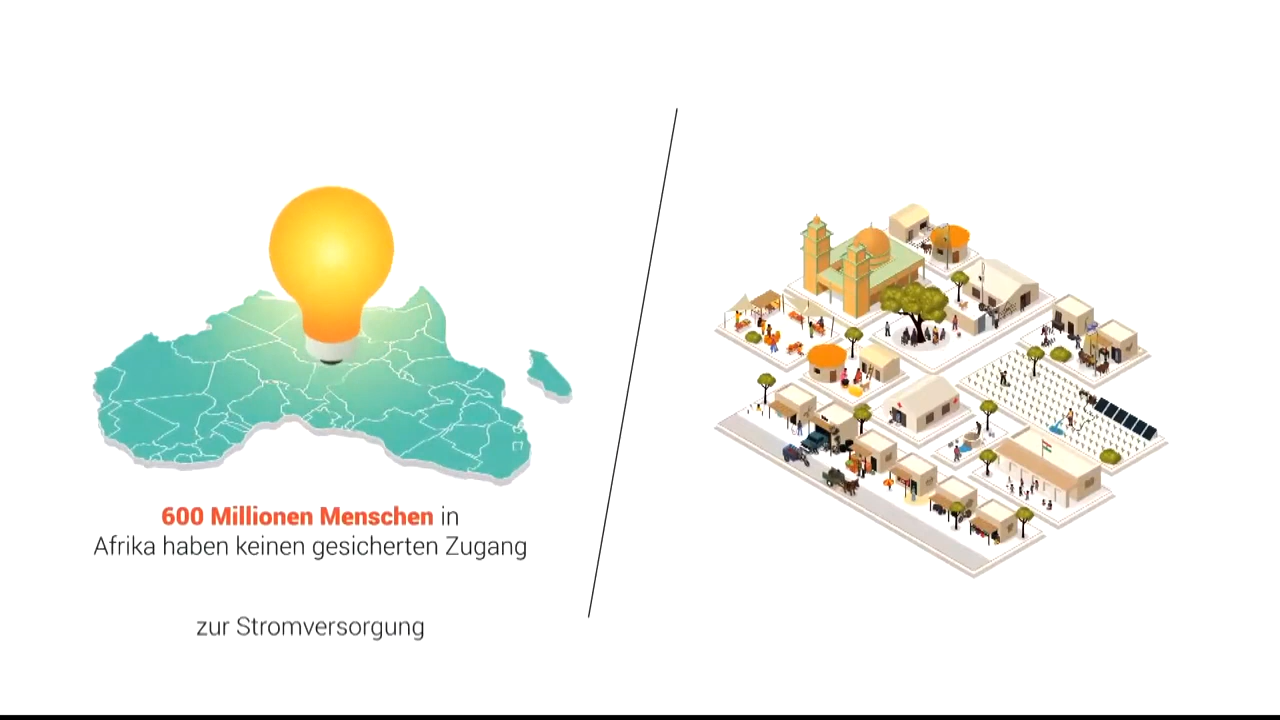 600 Millionen Menschen in
Afrika haben keinen gesicherten Zugang
zur Stromversorgung